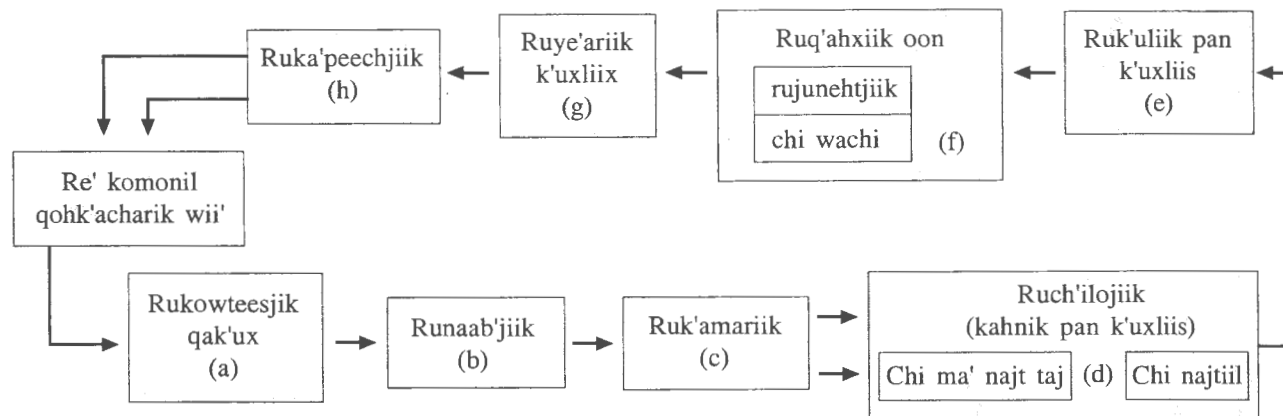 Ruka'peechjiik
(h)
Ruye'ariik
k'uxliix
(g)
Ruq'ahxiik oon
rujunehtjiik
chi wachi
(f)
Ruk'uliik pan
k'uxliis
(e)
Re' komonil
qohk'acharik wii'
Rukowteesjik
qak'ux
(a)
Runaab'jiik
(b)
Ruk'amariik
(c)
Ruch'ilojiik
(kahnik pan k'uxliis)
Chi ma' najt taj (d) Chi najtiil